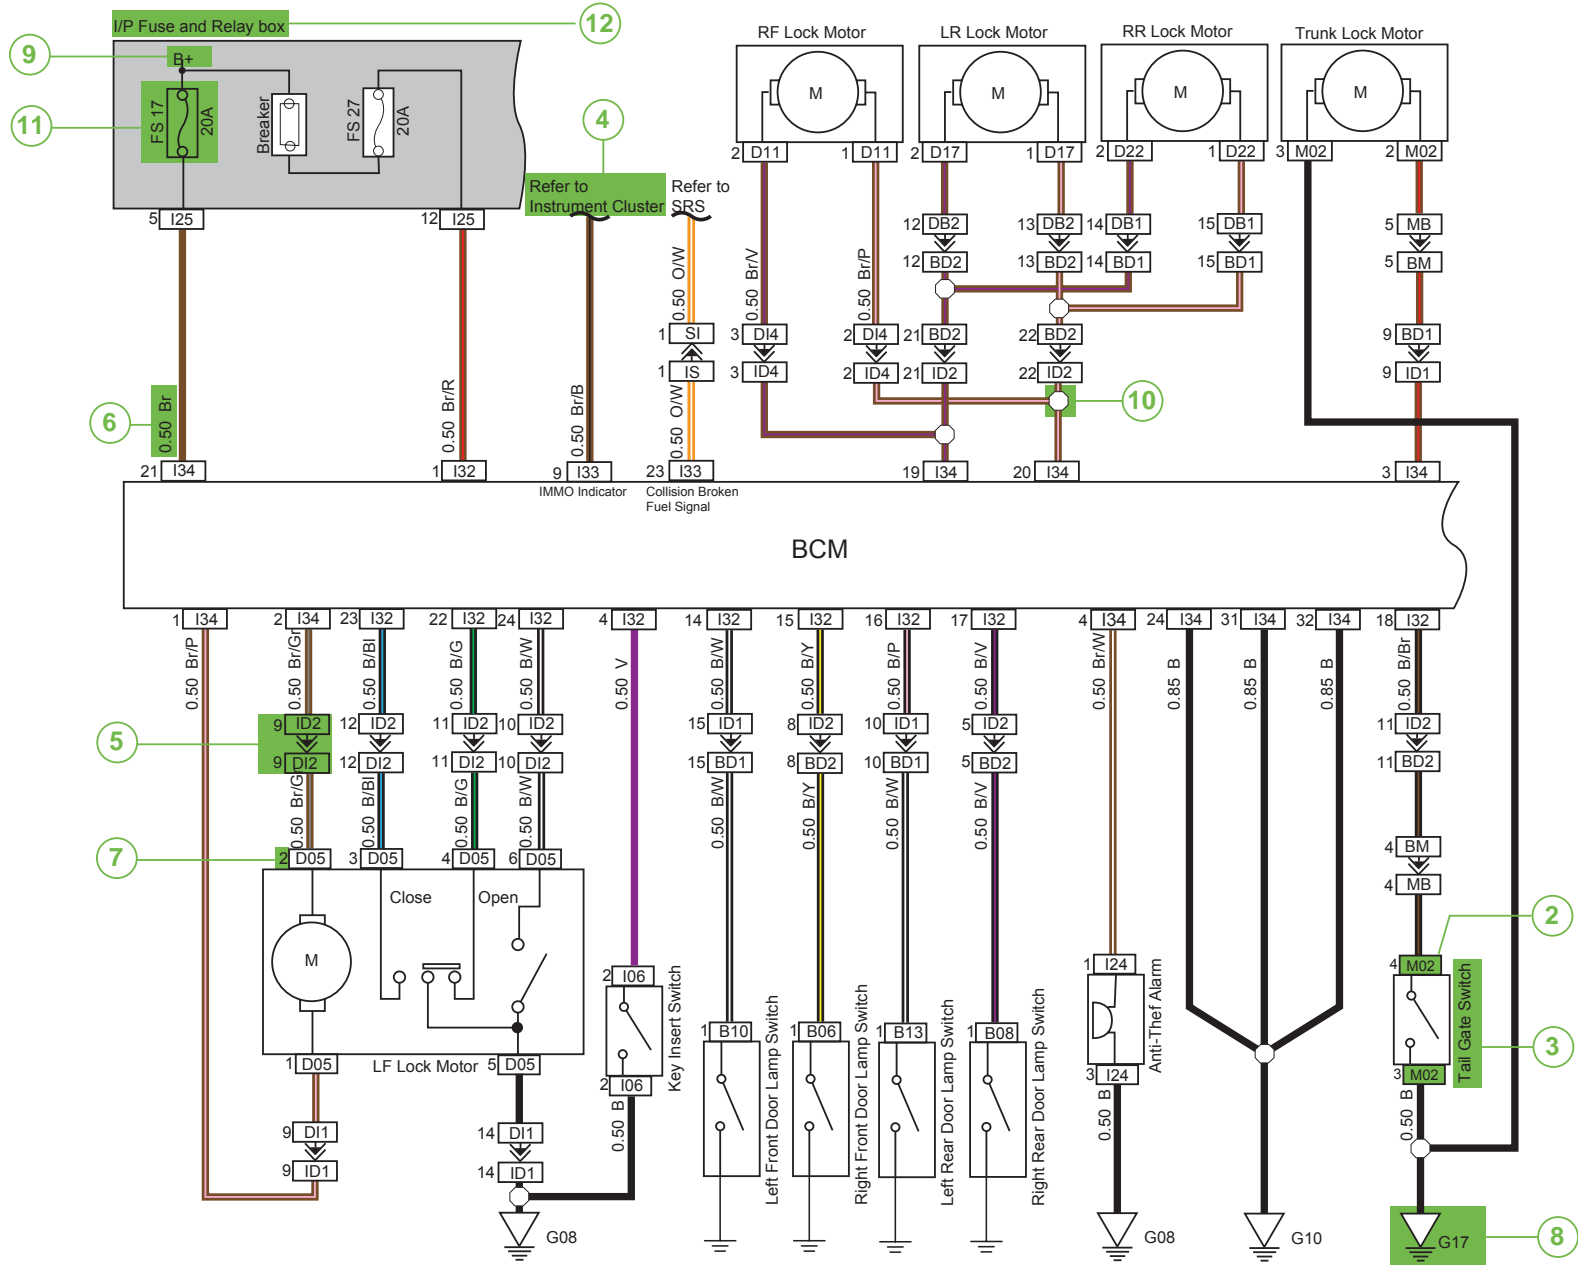 I/P Fuse and Relay box
12
9
B+
11
FS 17
20A
Breaker
FS 27
20A
4
Refer to
Instrument Cluster
Refer to
SRS
RF Lock Motor
LR Lock Motor
RR Lock Motor
Trunk Lock Motor
M
M
M
M
2 D11
1 D11
2 D17
1 D17
2 D22
1 D22
3 M02
2 M02
5 I25
12 I25
12 DB2
13 DB2
14 DB1
15 DB1
5 MB
12 BD2
13 BD2
14 BD1
15 BD1
5 BM
0.50 O/W
0.50 Br/V
0.50 Br/P
1 SI
3 DI4
2 DI4
21 BD2
22 BD2
9 BD1
1 IS
3 ID4
2 ID4
21 ID2
22 ID2
9 ID1
6
0.50 Br
0.50 Br/R
0.50 Br/B
0.50 O/W
10
21 I34
1 I32
9 I33
23 I33
19 I34
20 I34
3 I34
IMMO Indicator
Collision Broken
Fuel Signal
BCM
1 I34
2 I34
23 I32
22 I32
24 I32
4 I32
14 I32
15 I32
16 I32
17 I32
4 I34
24 I34
31 I34
32 I34
18 I32
0.50 Br/P
0.50 Br/Gr
0.50 B/Bl
0.50 B/G
0.50 B/W
0.50 V
0.50 B/W
0.50 B/Y
0.50 B/P
0.50 B/V
0.50 Br/W
0.85 B
0.85 B
0.85 B
0.50 B/Br
5
9 ID2
12 ID2
11 ID2
10 ID2
15 ID1
8 ID2
10 ID1
5 ID2
11 ID2
9 DI2
12 DI2
11 DI2
10 DI2
15 BD1
8 BD2
10 BD1
5 BD2
11 BD2
0.50 Br/Gr
0.50 B/Bl
0.50 B/G
0.50 B/W
0.50 B/W
0.50 B/Y
0.50 B/W
0.50 B/V
7
2 D05
3 D05
4 D05
6 D05
4 BM
4 MB
Close
Open
M
2
4 M02
2 I06
1 I24
Key Insert Switch
Anti-Thef Alarm
Tail Gate Switch
3
1 B10
1 B06
1 B13
1 B08
Left Front Door Lamp Switch
Right Front Door Lamp Switch
Left Rear Door Lamp Switch
Right Rear Door Lamp Switch
1 D05
LF Lock Motor
5 D05
2 I06
3 I24
3 M02
0.50 B
0.50 B
0.50 B
9 DI1
14 DI1
9 ID1
14 ID1
G08
G08
G10
G17
8